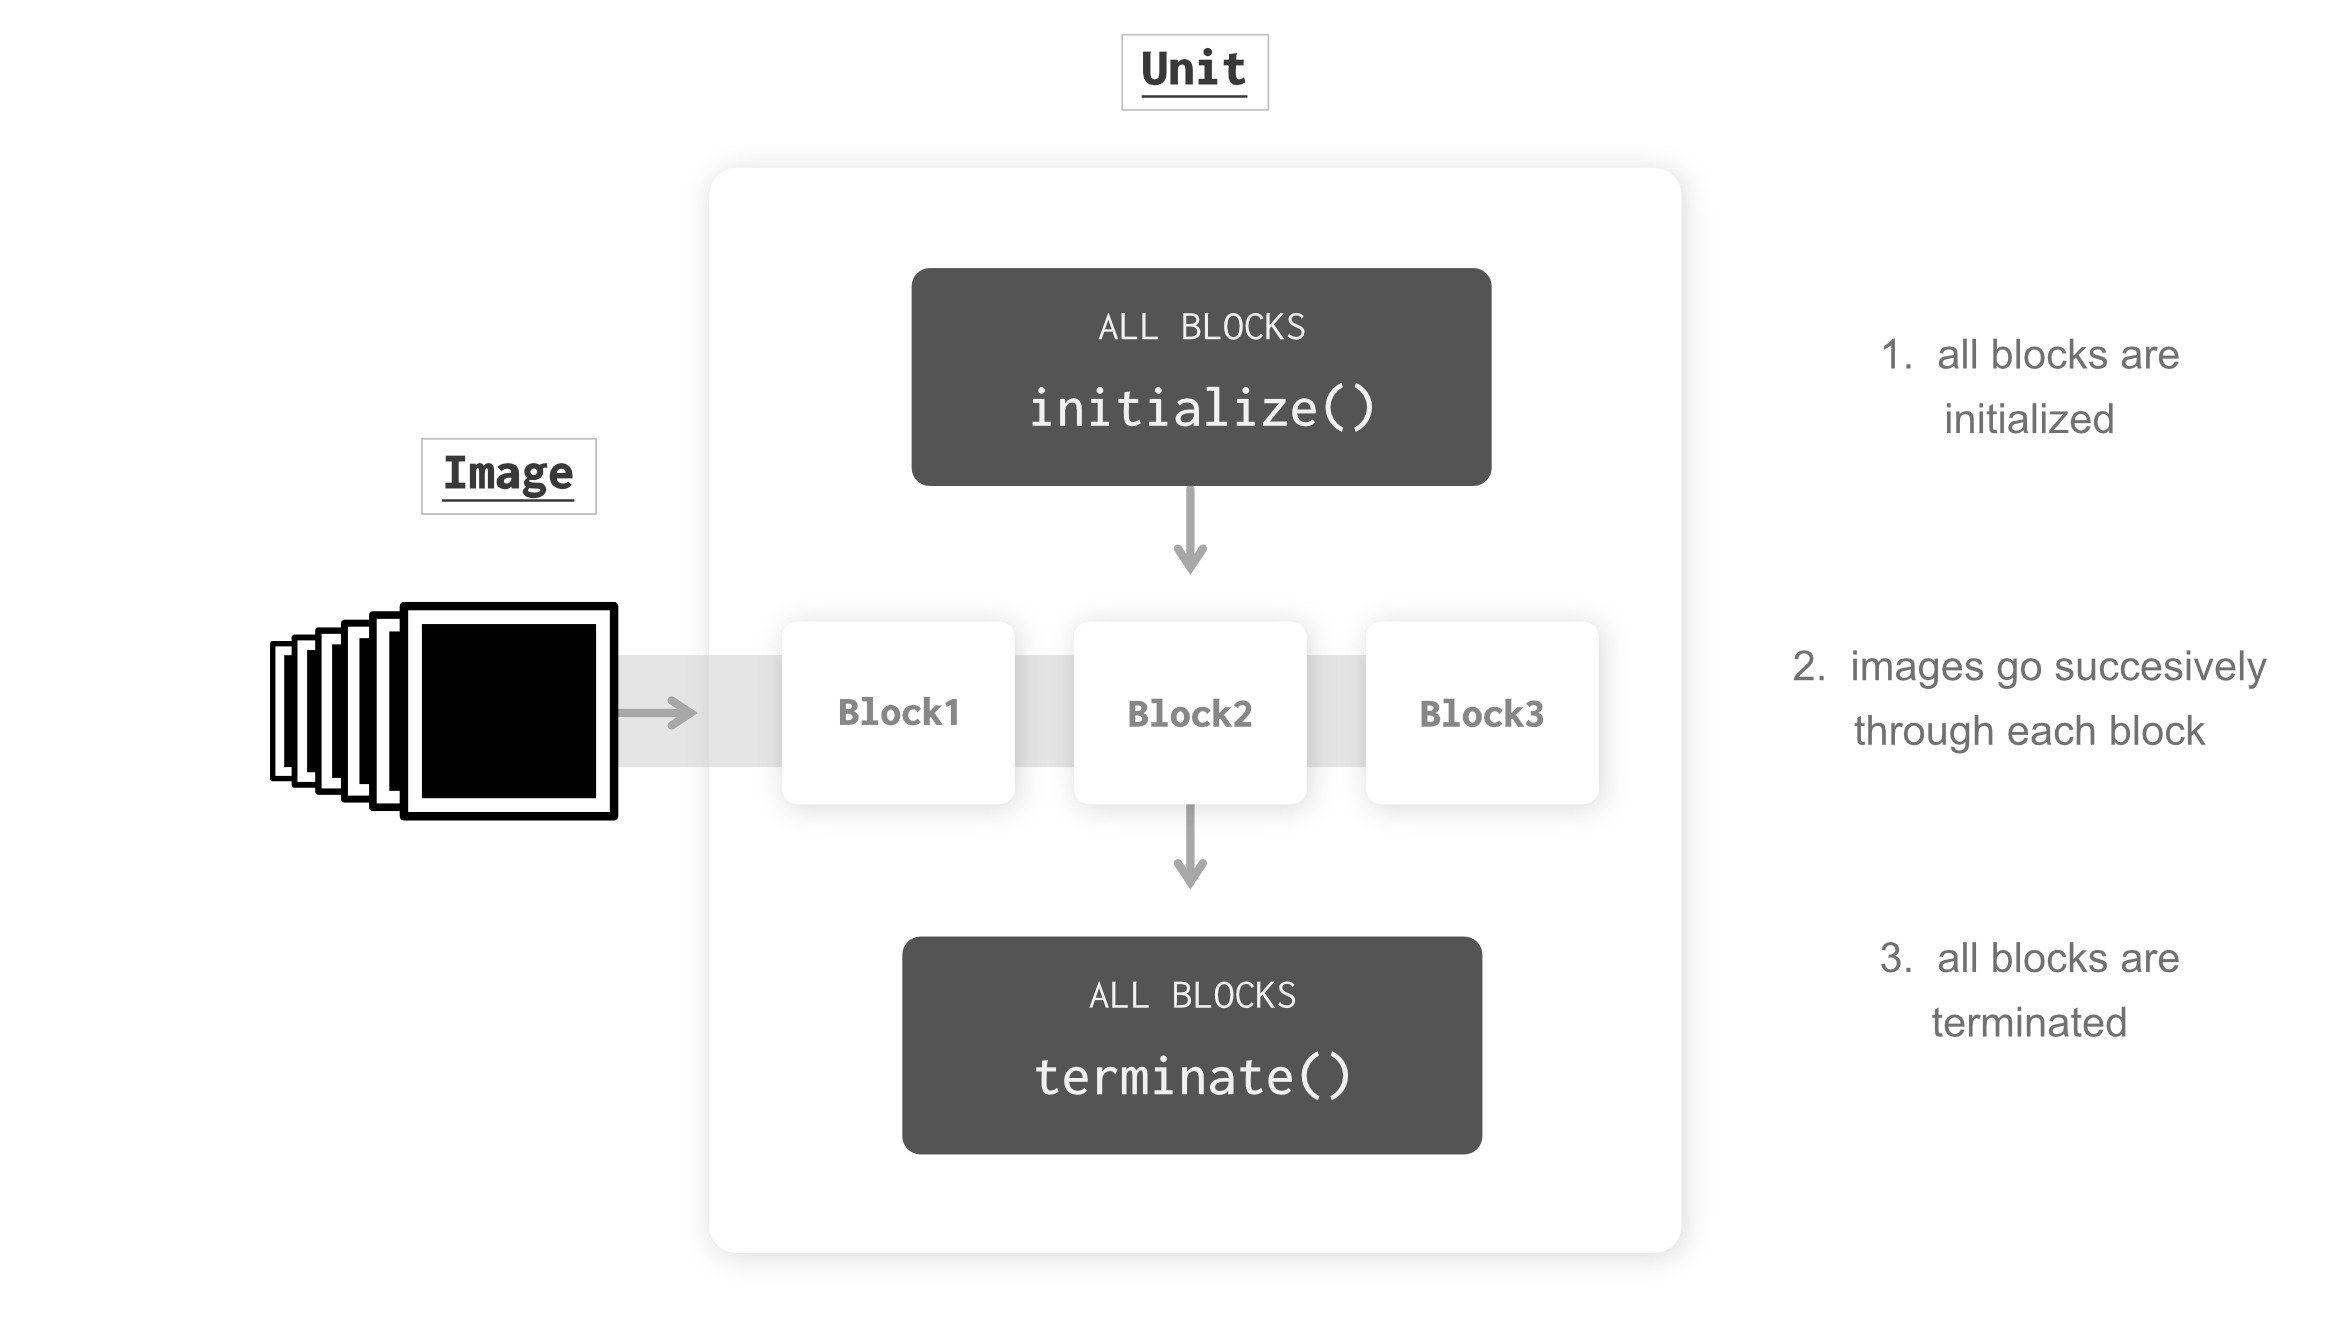 Unit
ALL BLOCKS
initialize()
1. all blocks are
initialized
Image
Block1
Block2
Block3
2. images go succesively
through each block
ALL BLOCKS
terminate()
3. all blocks are
terminated